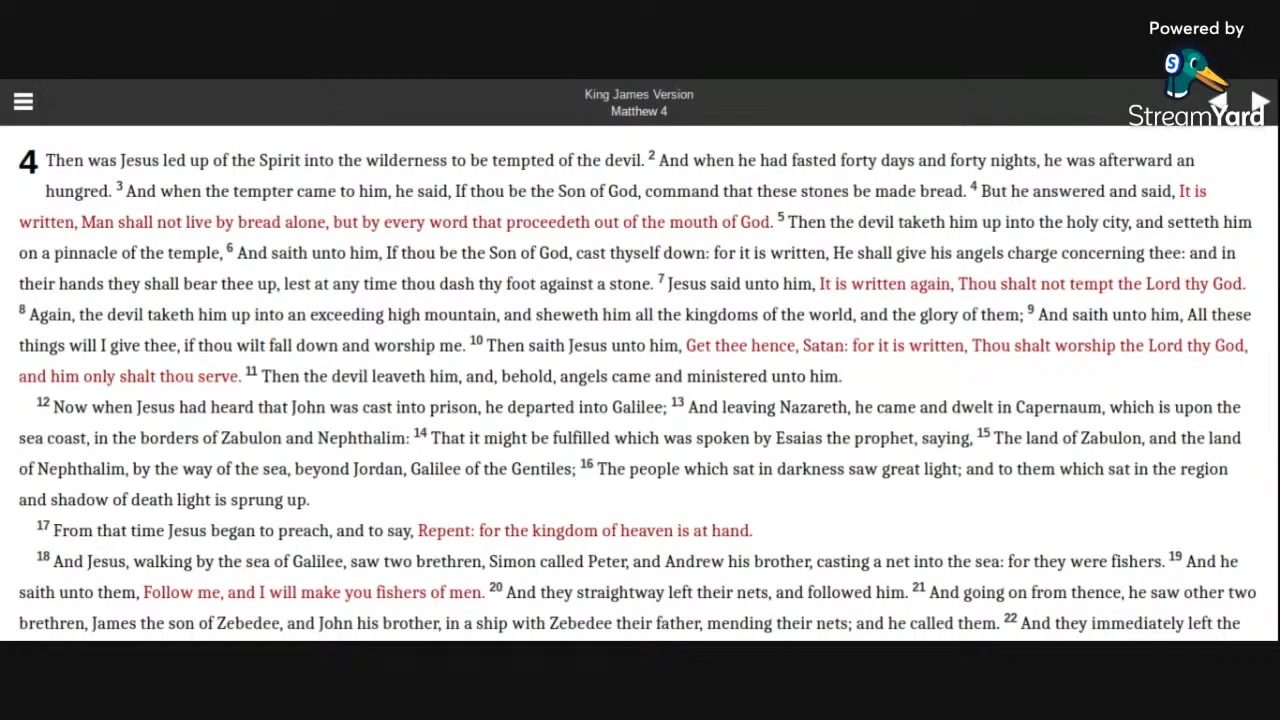 Powered by
S
StreamYard
King James Version
Matthew 4
4 Then was Jesus led up of the Spirit into the wilderness to be tempted of the devil. 2 And when he had fasted forty days and forty nights, he was afterward an
hungred. 3 And when the tempter came to him, he said, If thou be the Son of God, command that these stones be made bread. 4 But he answered and said, It is
written, Man shall not live by bread alone, but by every word that proceedeth out of the mouth of God. 5 Then the devil taketh him up into the holy city, and setteth him
on a pinnacle of the temple, 6 And saith unto him, If thou be the Son of God, cast thyself down: for it is written, He shall give his angels charge concerning thee: and in
their hands they shall bear thee up, lest at any time thou dash thy foot against a stone. 7 Jesus said unto him, It is written again, Thou shalt not tempt the Lord thy God.
8 Again, the devil taketh him up into an exceeding high mountain, and sheweth him all the kingdoms of the world, and the glory of them; 9 And saith unto him, All these
things will I give thee, if thou wilt fall down and worship me. 10 Then saith Jesus unto him, Get thee hence, Satan: for it is written, Thou shalt worship the Lord thy God,
and him only shalt thou serve. 11 Then the devil leaveth him, and, behold, angels came and ministered unto him.
12 Now when Jesus had heard that John was cast into prison, he departed into Galilee; 13 And leaving Nazareth, he came and dwelt in Capernaum, which is upon the
sea coast, in the borders of Zabulon and Nephthalim: 14 That it might be fulfilled which was spoken by Esaias the prophet, saying, 15 The land of Zabulon, and the land
of Nephthalim, by the way of the sea, beyond Jordan, Galilee of the Gentiles; 16 The people which sat in darkness saw great light; and to them which sat in the region
and shadow of death light is sprung up.
17 From that time Jesus began to preach, and to say, Repent: for the kingdom of heaven is at hand.
18 And Jesus, walking by the sea of Galilee, saw two brethren, Simon called Peter, and Andrew his brother, casting a net into the sea: for they were fishers. 19 And he
saith unto them, Follow me, and I will make you fishers of men. 20 And they straightway left their nets, and followed him. 21 And going on from thence, he saw other two
brethren, James the son of Zebedee, and John his brother, in a ship with Zebedee their father, mending their nets; and he called them. 22 And they immediately left the